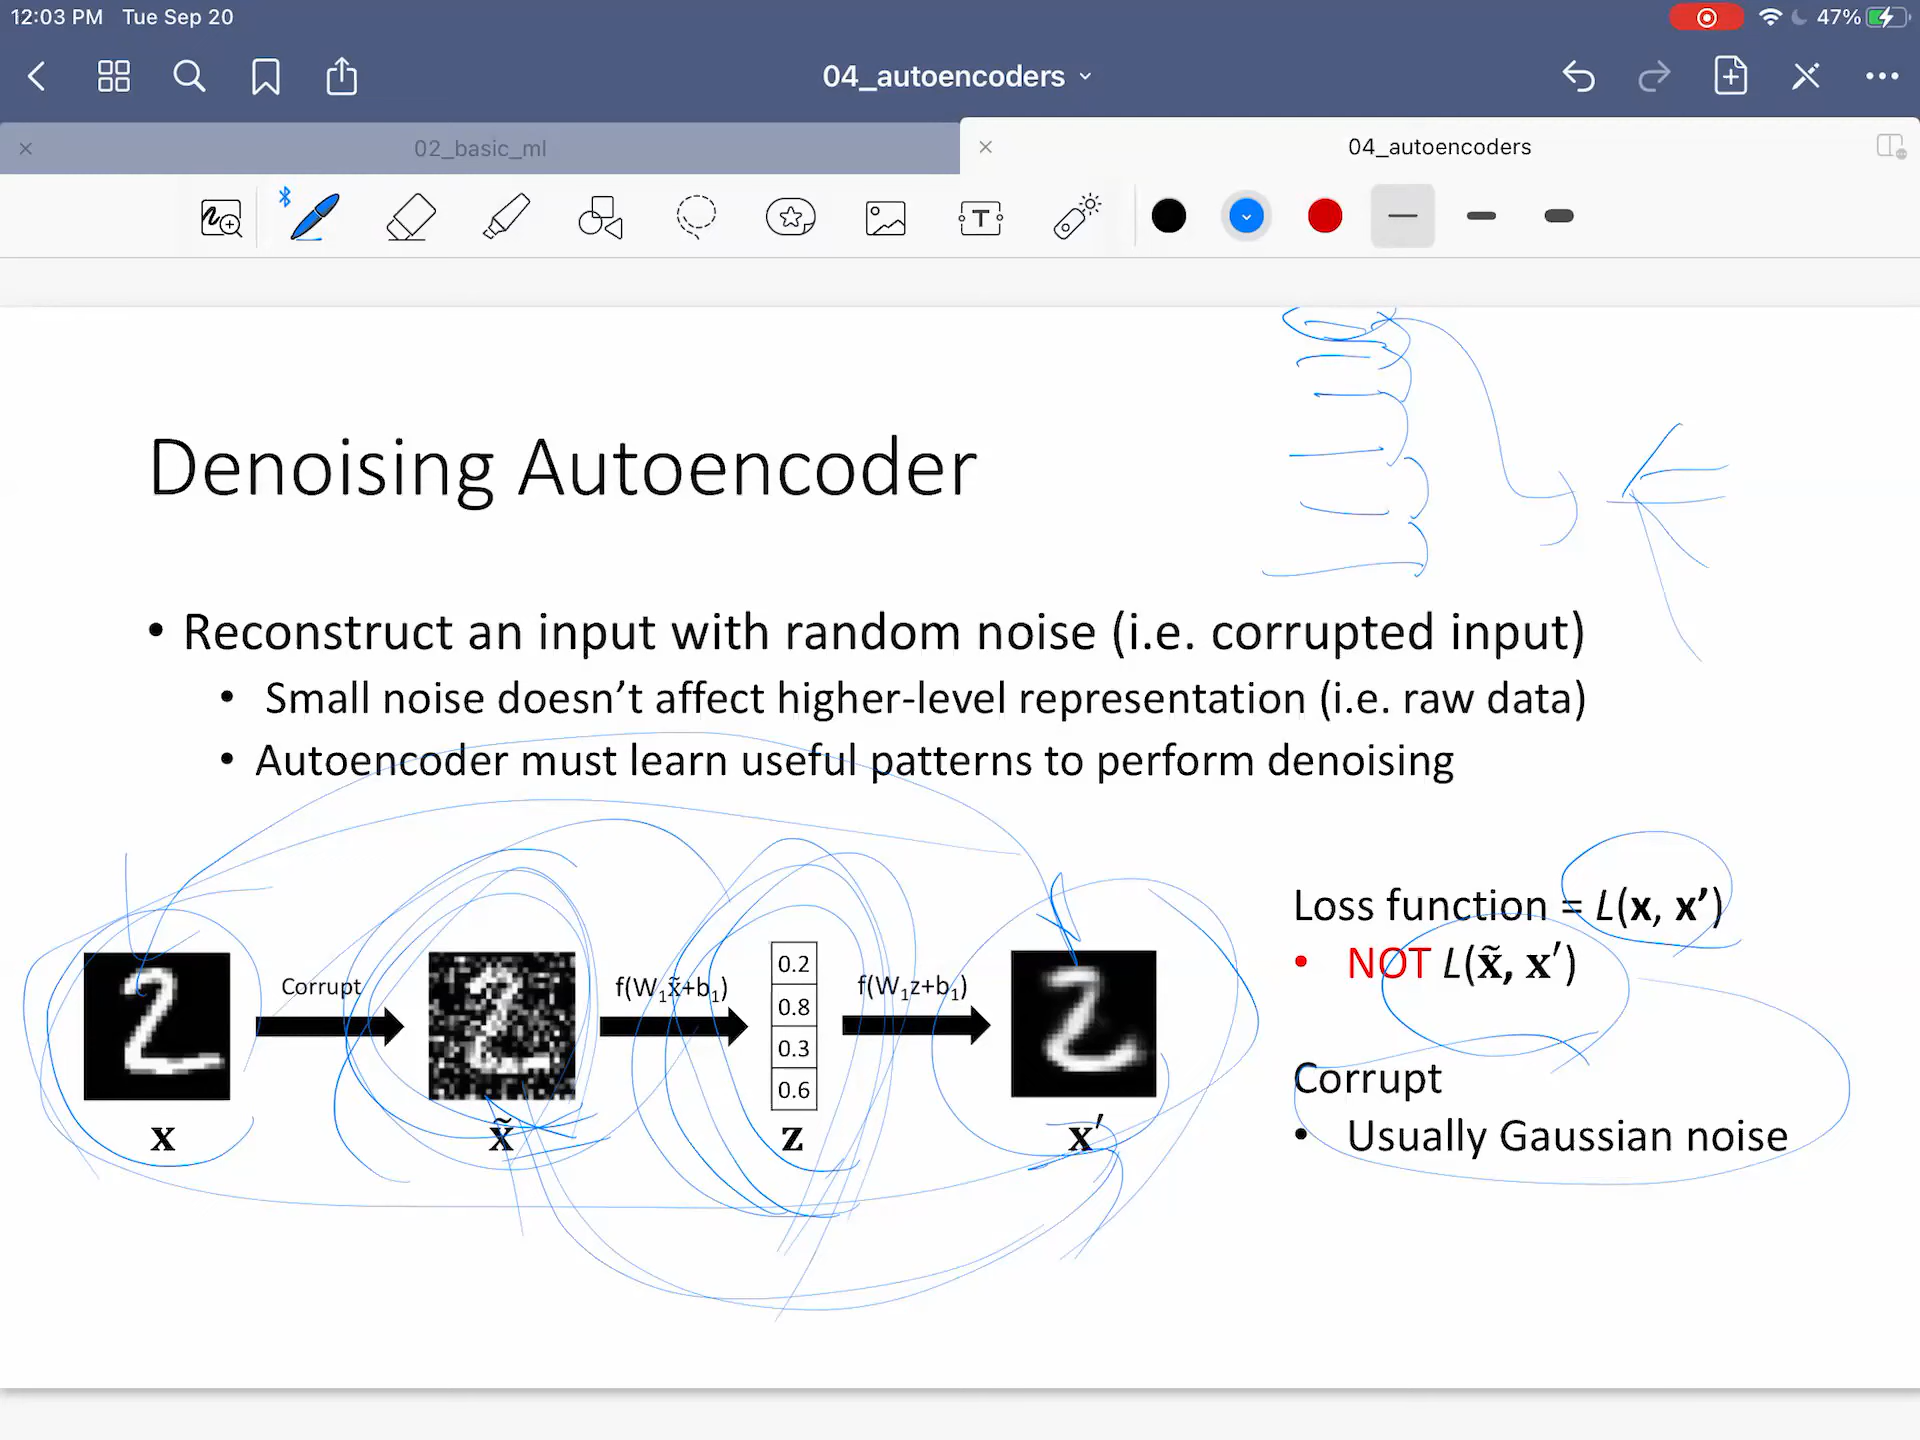 12:03 PM Tue Sep 20
47%
04_autoencoders
02_basic_ml
04_autoencoders
T
Denoising Autoencoder
• Reconstruct an input with random noise (i.e. corrupted input)
• Small noise doesn’t affect higher-level representation (i.e. raw data)
• Autoencoder must learn useful patterns to perform denoising
Loss function = L(x, x’)
• NOT L(x̃, x′)
Corrupt
f(W₁x̃+b₁)
f(W₁z+b₁)
0.2
0.8
0.3
0.6
Corrupt
• Usually Gaussian noise
x
x̃
z
x′